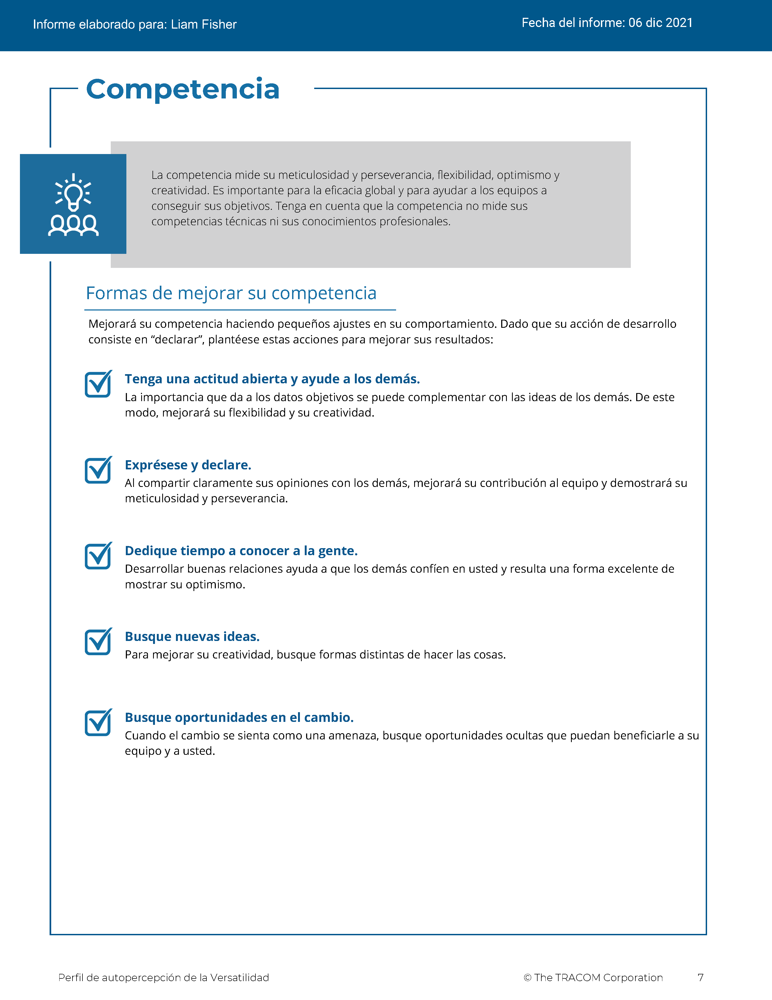 Informe elaborado para: Liam Fisher
Fecha del informe: 06 dic 2021
Competencia
La competencia mide su meticulosidad y perseverancia, flexibilidad, optimismo y
creatividad. Es importante para la eficacia global y para ayudar a los equipos a
conseguir sus objetivos. Tenga en cuenta que la competencia no mide sus
competencias técnicas ni sus conocimientos profesionales.
Formas de mejorar su competencia
Mejorará su competencia haciendo pequeños ajustes en su comportamiento. Dado que su acción de desarrollo
consiste en “declarar”, plantéese estas acciones para mejorar sus resultados:
Tenga una actitud abierta y ayude a los demás.
La importancia que da a los datos objetivos se puede complementar con las ideas de los demás. De este
modo, mejorará su flexibilidad y su creatividad.
Exprésese y declare.
Al compartir claramente sus opiniones con los demás, mejorará su contribución al equipo y demostrará su
meticulosidad y perseverancia.
Dedique tiempo a conocer a la gente.
Desarrollar buenas relaciones ayuda a que los demás confíen en usted y resulta una forma excelente de
mostrar su optimismo.
Busque nuevas ideas.
Para mejorar su creatividad, busque formas distintas de hacer las cosas.
Busque oportunidades en el cambio.
Cuando el cambio se sienta como una amenaza, busque oportunidades ocultas que puedan beneficiarle a su
equipo y a usted.
Perfil de autopercepción de la Versatilidad
© The TRACOM Corporation 7